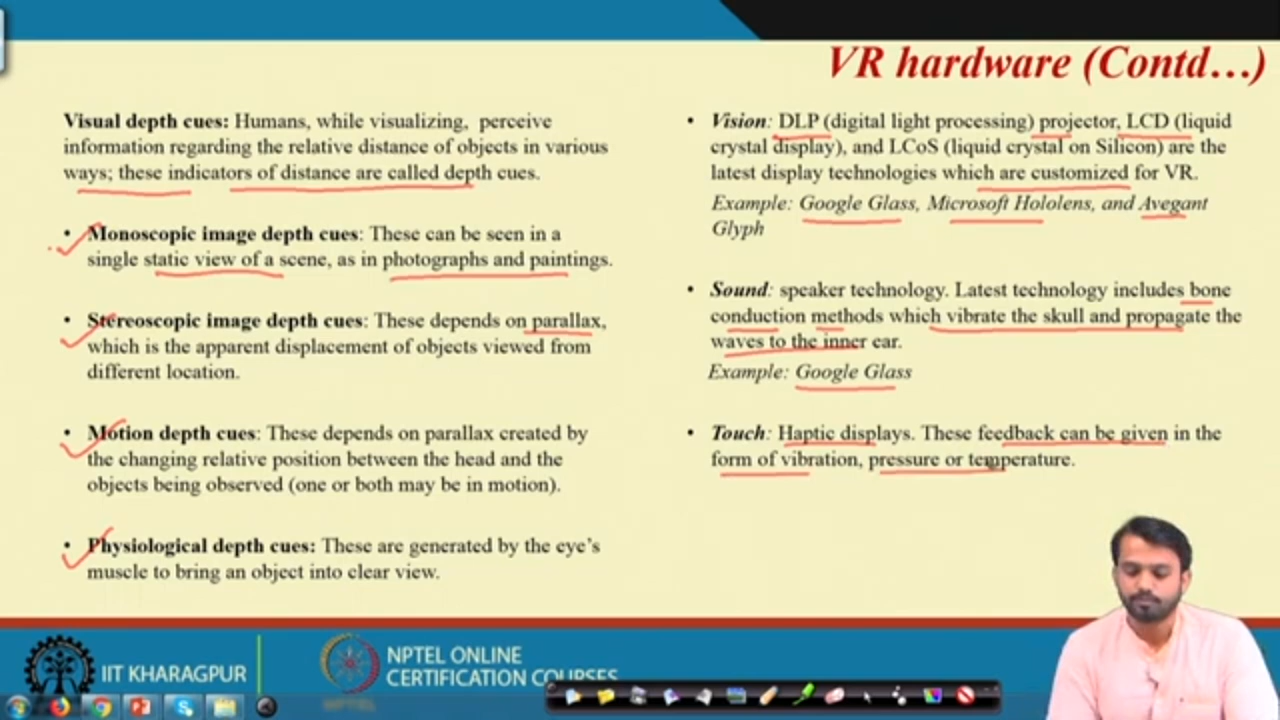 VR hardware (Contd…)
Visual depth cues: Humans, while visualizing, perceive
information regarding the relative distance of objects in various
ways; these indicators of distance are called depth cues.
• Monoscopic image depth cues: These can be seen in a
single static view of a scene, as in photographs and paintings.
• Stereoscopic image depth cues: These depends on parallax,
which is the apparent displacement of objects viewed from
different location.
• Motion depth cues: These depends on parallax created by
the changing relative position between the head and the
objects being observed (one or both may be in motion).
• Physiological depth cues: These are generated by the eye's
muscle to bring an object into clear view.
• Vision: DLP (digital light processing) projector, LCD (liquid
crystal display), and LCoS (liquid crystal on Silicon) are the
latest display technologies which are customized for VR.
Example: Google Glass, Microsoft Hololens, and Avegant
Glyph
• Sound: speaker technology. Latest technology includes bone
conduction methods which vibrate the skull and propagate the
waves to the inner ear.
Example: Google Glass
• Touch: Haptic displays. These feedback can be given in the
form of vibration, pressure or temperature.
IIT KHARAGPUR
NPTEL ONLINE
CERTIFICATION COURSES